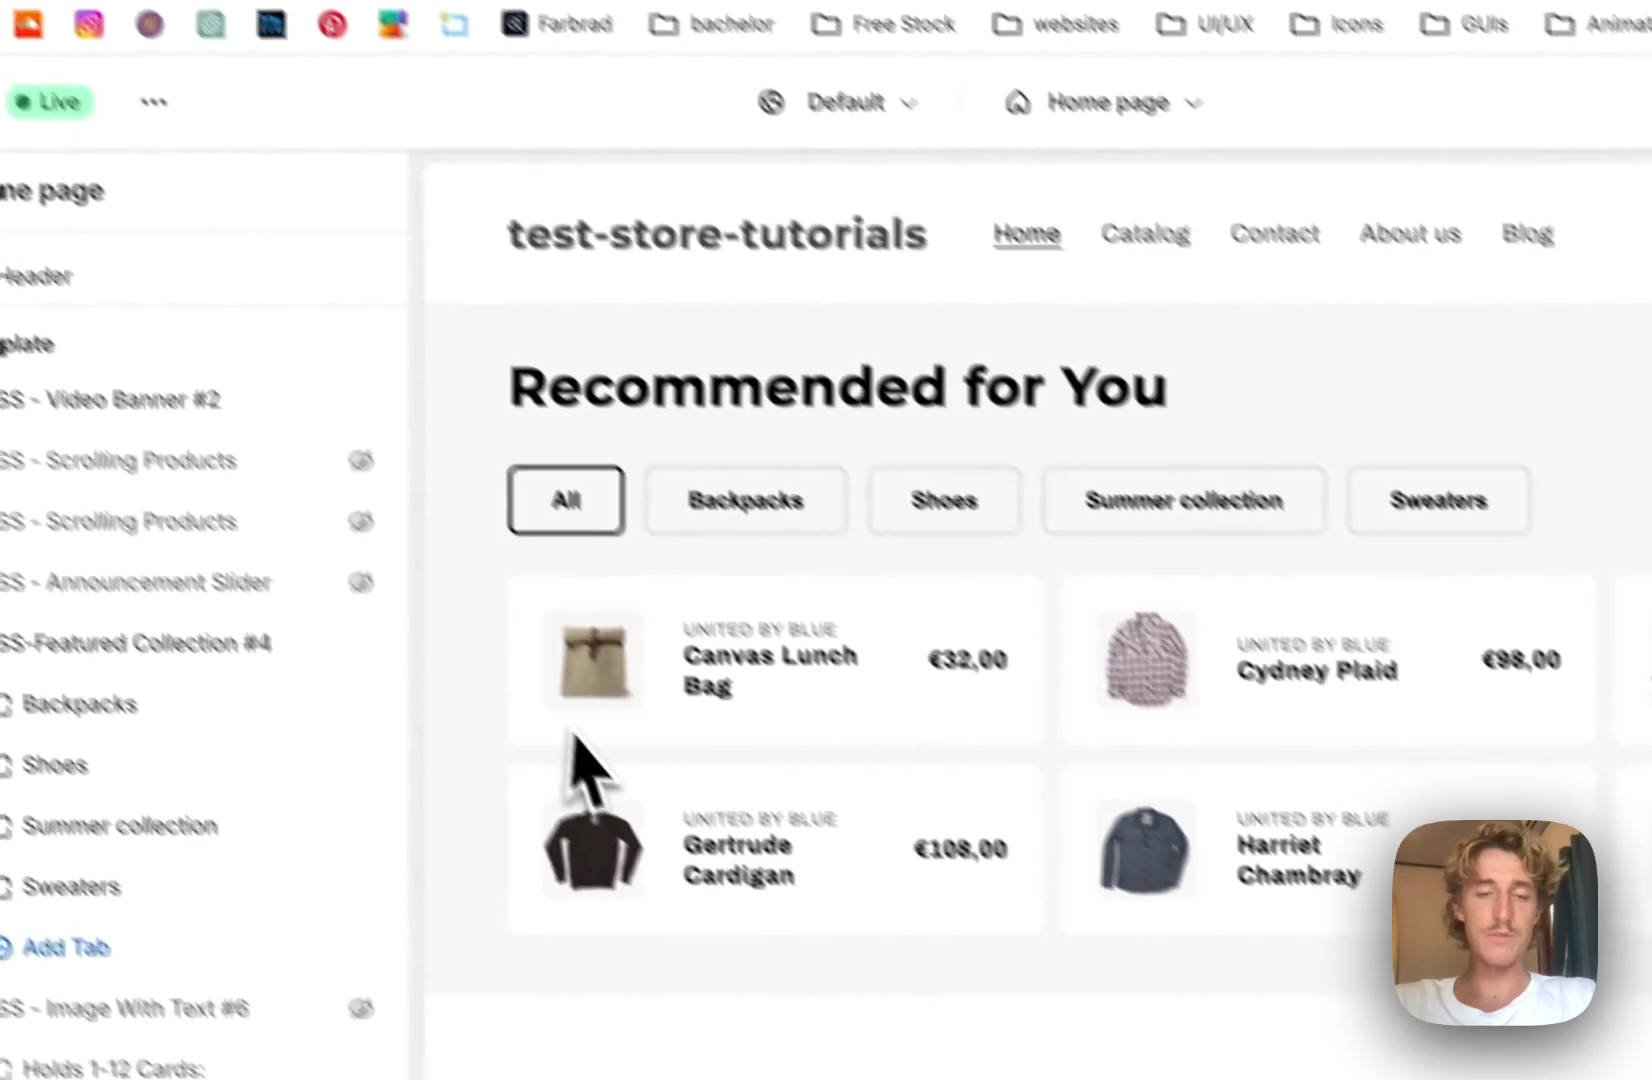 Farbrad bachelor Free Stock websites UI/UX Icons GUIs Animat
Live ••• Default Home page
ne page
test-store-tutorials Home Catalog Contact About us Blog
Header
plate
SS - Video Banner #2
SS - Scrolling Products
SS - Scrolling Products
SS - Announcement Slider
SS-Featured Collection #4
Backpacks
Shoes
Summer collection
Sweaters
Add Tab
SS - Image With Text #6
Holds 1-12 Cards:
Recommended for You
All Backpacks Shoes Summer collection Sweaters
UNITED BY BLUE
Canvas Lunch
Bag
€32,00
UNITED BY BLUE
Cydney Plaid
€98,00
UNITED BY BLUE
Gertrude
Cardigan
€108,00
UNITED BY BLUE
Harriet
Chambray